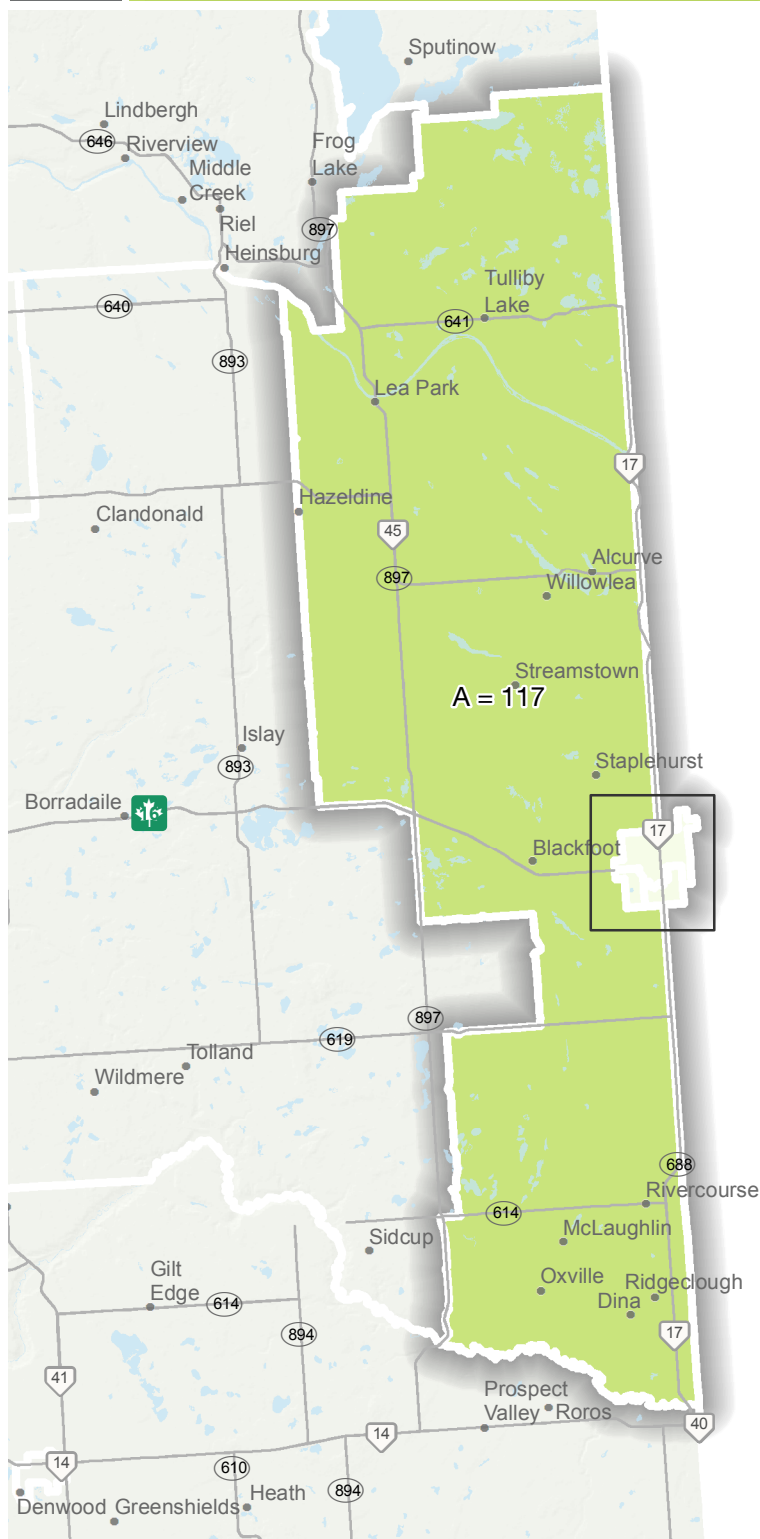 Sputinow
Lindbergh
646
Riverview
Frog
Lake
Middle
Creek
Riel
897
Heinsburg
Tulliby
Lake
640
641
893
Lea Park
17
Hazeldine
Clandonald
45
Alcurve
897
Willowlea
Streamstown
A = 117
Islay
893
Staplehurst
Borradaile
16
17
Blackfoot
897
619
Tolland
Wildmere
688
Rivercourse
614
McLaughlin
Sidcup
Gilt
Edge
Oxville
Ridgeclough
614
Dina
894
17
41
Prospect
Valley
Roros
40
14
14
610
894
Denwood
Greenshields
Heath